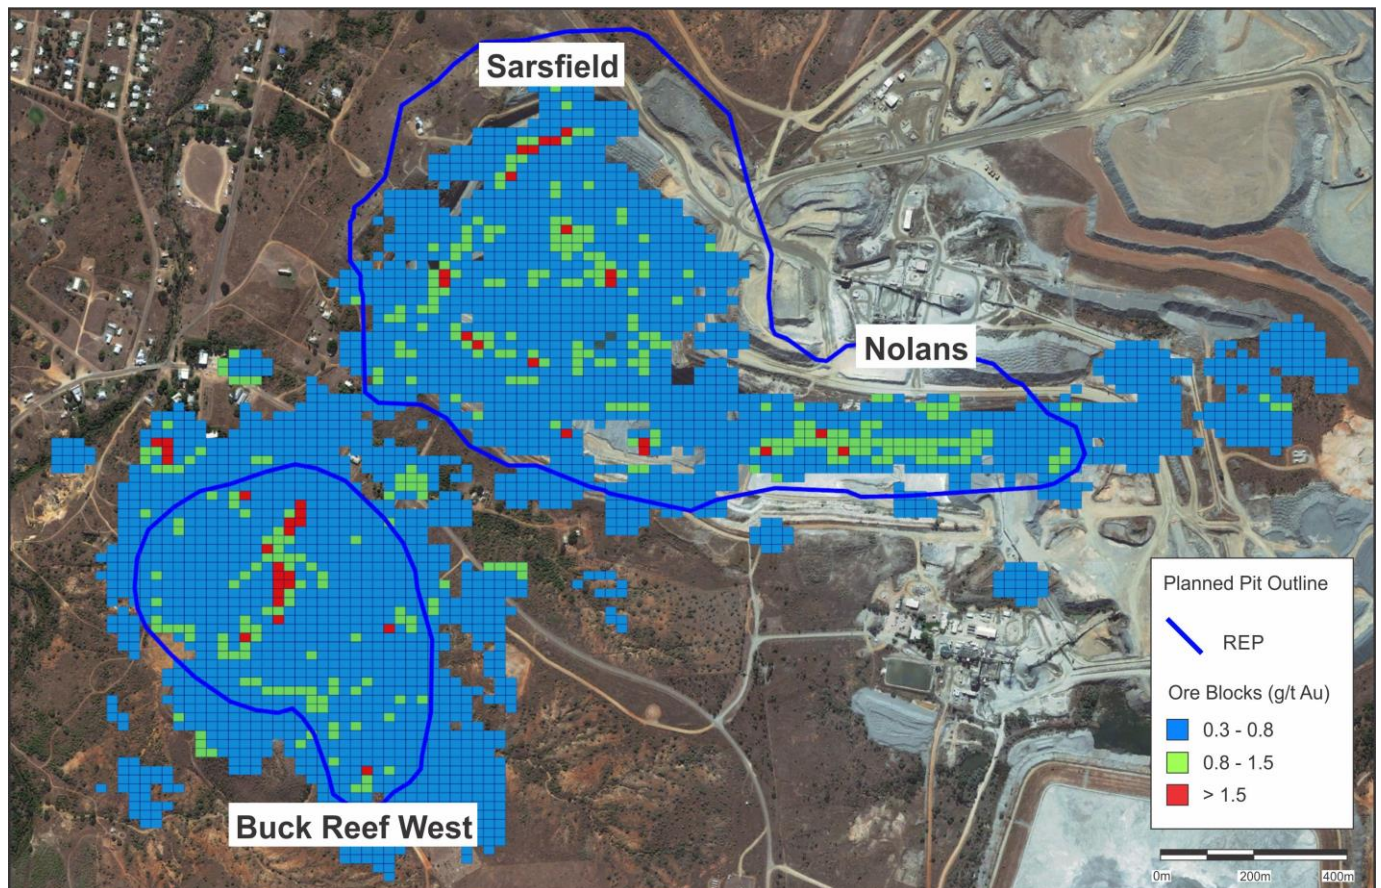 Sarsfield
Nolans
Buck Reef West
Planned Pit Outline
REP
Ore Blocks (g/t Au)
0.3 - 0.8
0.8 - 1.5
> 1.5
0m 200m 400m